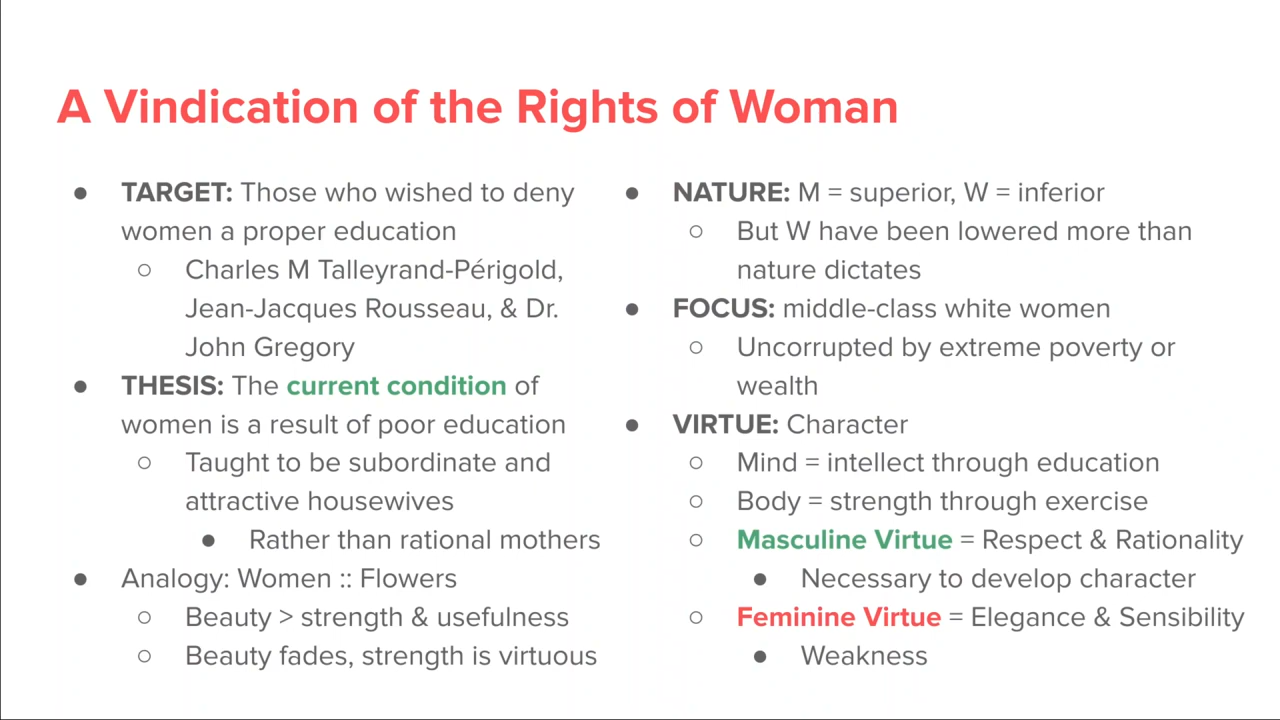 A Vindication of the Rights of Woman
● TARGET: Those who wished to deny
women a proper education
○ Charles M Talleyrand-Périgold,
Jean-Jacques Rousseau, & Dr.
John Gregory
● THESIS: The current condition of
women is a result of poor education
○ Taught to be subordinate and
attractive housewives
● Rather than rational mothers
● Analogy: Women :: Flowers
○ Beauty > strength & usefulness
○ Beauty fades, strength is virtuous
● NATURE: M = superior, W = inferior
○ But W have been lowered more than
nature dictates
● FOCUS: middle-class white women
○ Uncorrupted by extreme poverty or
wealth
● VIRTUE: Character
○ Mind = intellect through education
○ Body = strength through exercise
○ Masculine Virtue = Respect & Rationality
● Necessary to develop character
○ Feminine Virtue = Elegance & Sensibility
● Weakness